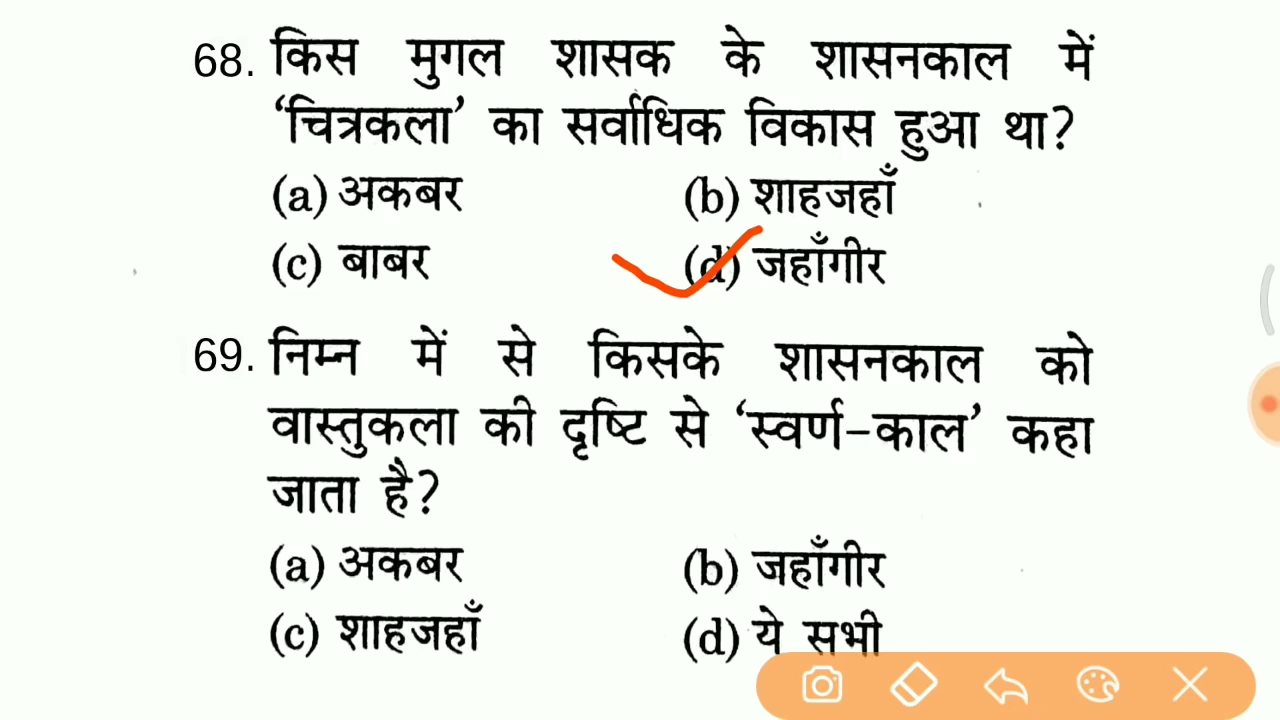 68. किस मुगल शासक के शासनकाल में
‘चित्रकला’ का सर्वाधिक विकास हुआ था?
(a) अकबर (b) शाहजहाँ
(c) बाबर (d) जहाँगीर
69. निम्न में से किसके शासनकाल को
वास्तुकला की दृष्टि से ‘स्वर्ण-काल’ कहा
जाता है?
(a) अकबर (b) जहाँगीर
(c) शाहजहाँ (d) ये सभी